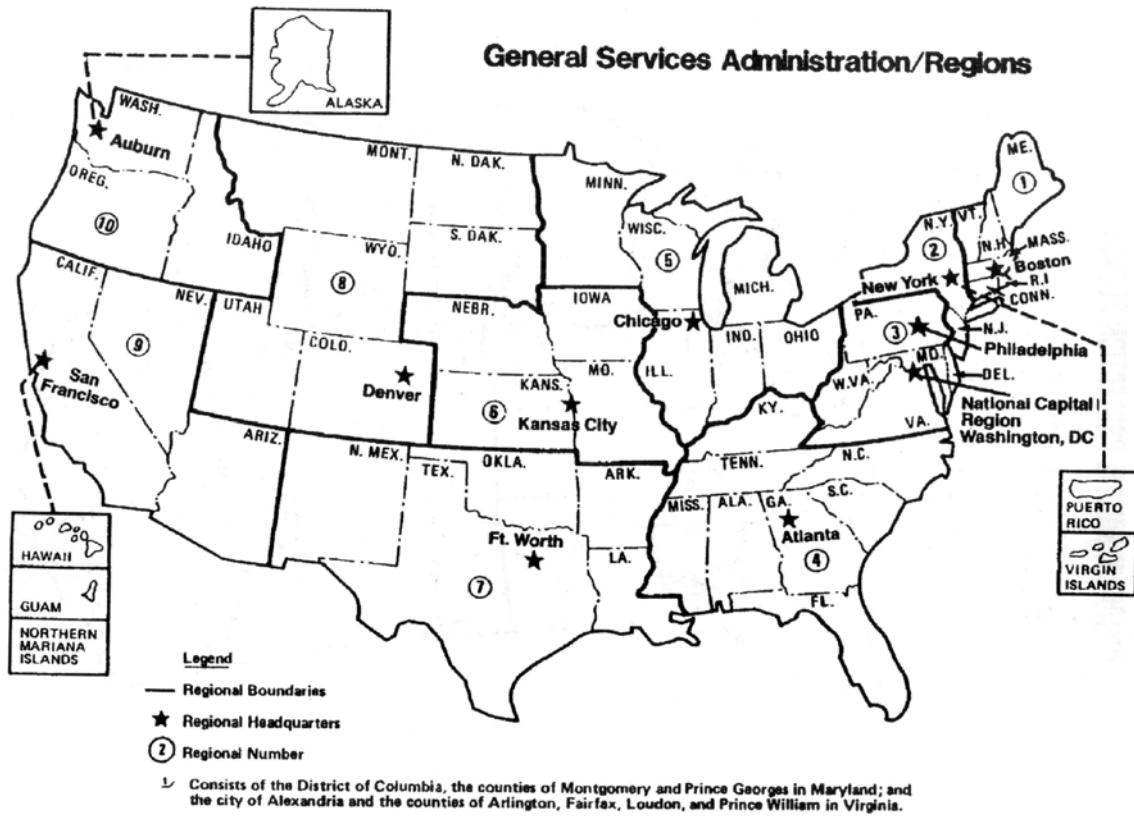 General Services Administration/Regions
ALASKA
WASH.
Auburn
OREG.
10
IDAHO
MONT.
N. DAK.
S. DAK.
WYO.
8
MINN.
WISC.
5
MICH.
ME.
1
N.Y.
2
VT.
N.H.
MASS.
Boston
R.I
CONN.
New York
CALIF.
NEV.
9
San
Francisco
UTAH
COLO.
Denver
NEBR.
IOWA
Chicago
ILL.
IND.
OHIO
PA.
3
N.J.
Philadelphia
MD.
DEL.
W.VA
VA.
National Capital
Region
Washington, DC
KANS.
6
Kansas City
MO.
KY.
ARIZ.
N. MEX.
TEX.
OKLA.
ARK.
TENN.
N.C.
S.C.
MISS.
ALA.
GA.
Atlanta
4
FL.
Ft. Worth
7
LA.
HAWAII
GUAM
NORTHERN
MARIANA
ISLANDS
PUERTO
RICO
VIRGIN
ISLANDS
Legend
Regional Boundaries
Regional Headquarters
2 Regional Number
1/ Consists of the District of Columbia, the counties of Montgomery and Prince Georges in Maryland; and
the city of Alexandria and the counties of Arlington, Fairfax, Loudon, and Prince William in Virginia.